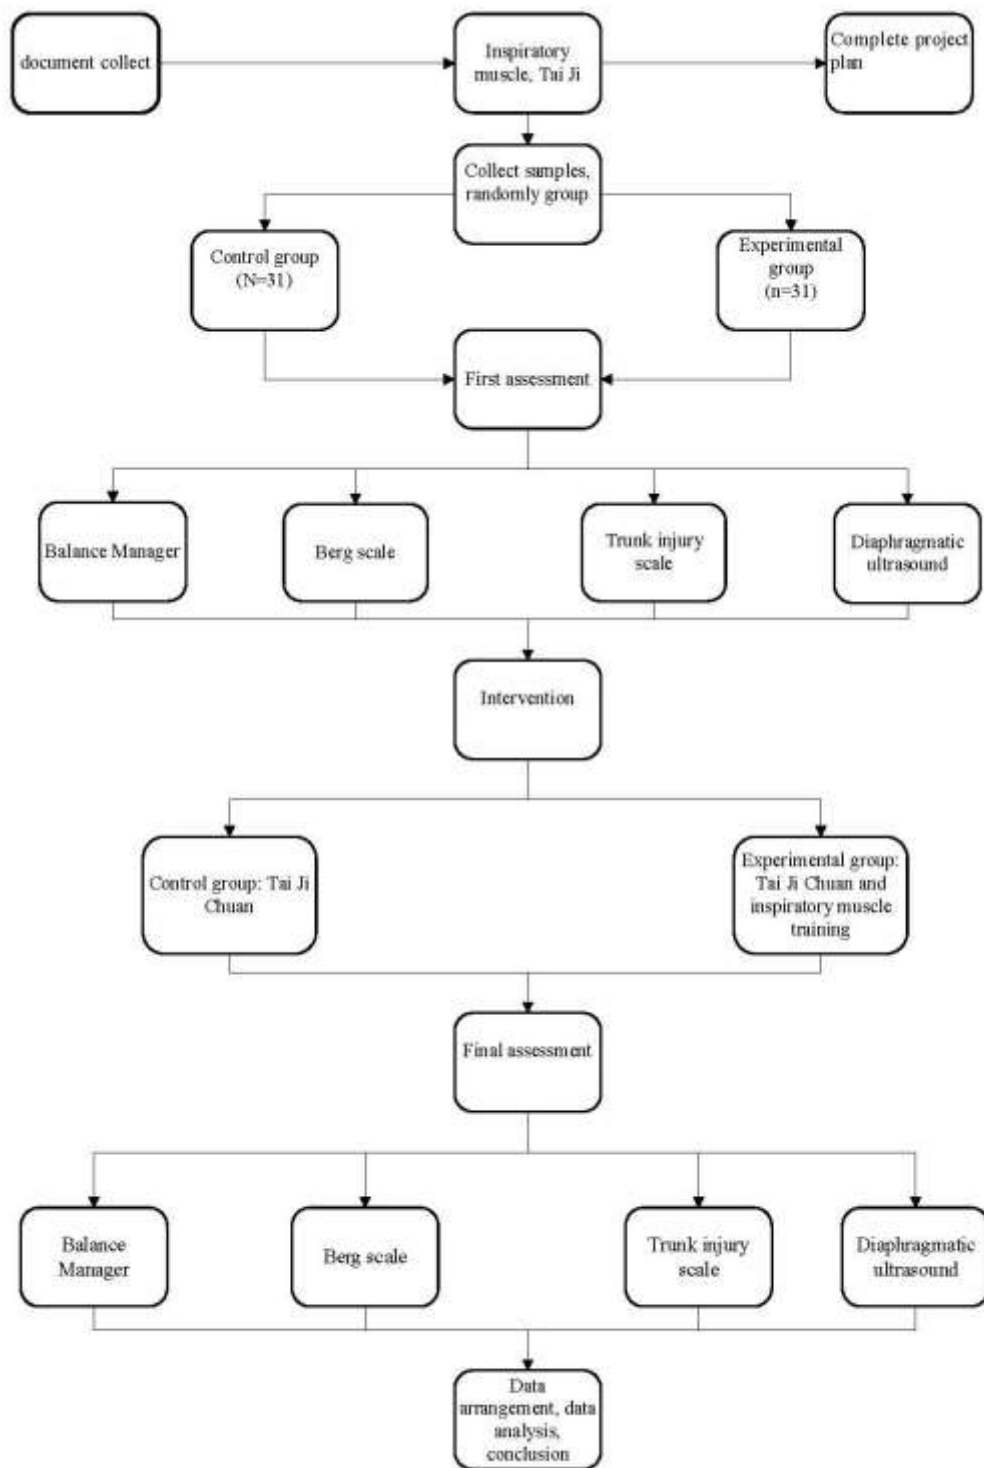 document collect
Inspiratory
muscle, Tai Ji
Complete project
plan
Collect samples,
randomly group
Control group
(N=31)
Experimental
group
(n=31)
First assessment
Balance Manager
Berg scale
Trunk injury
scale
Diaphragmatic
ultrasound
Intervention
Control group: Tai Ji
Chuan
Experimental group:
Tai Ji Chuan and
inspiratory muscle
training
Final assessment
Balance
Manager
Berg scale
Trunk injury
scale
Diaphragmatic
ultrasound
Data
arrangement, data
analysis,
conclusion